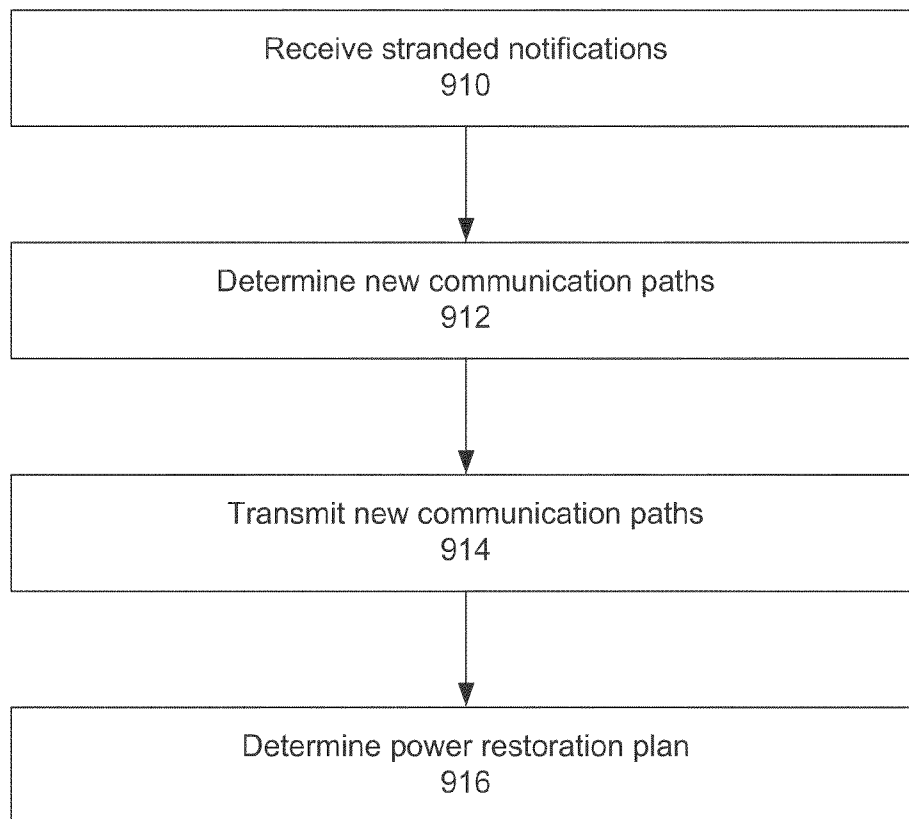 Receive stranded notifications
910
Determine new communication paths
912
Transmit new communication paths
914
Determine power restoration plan
916